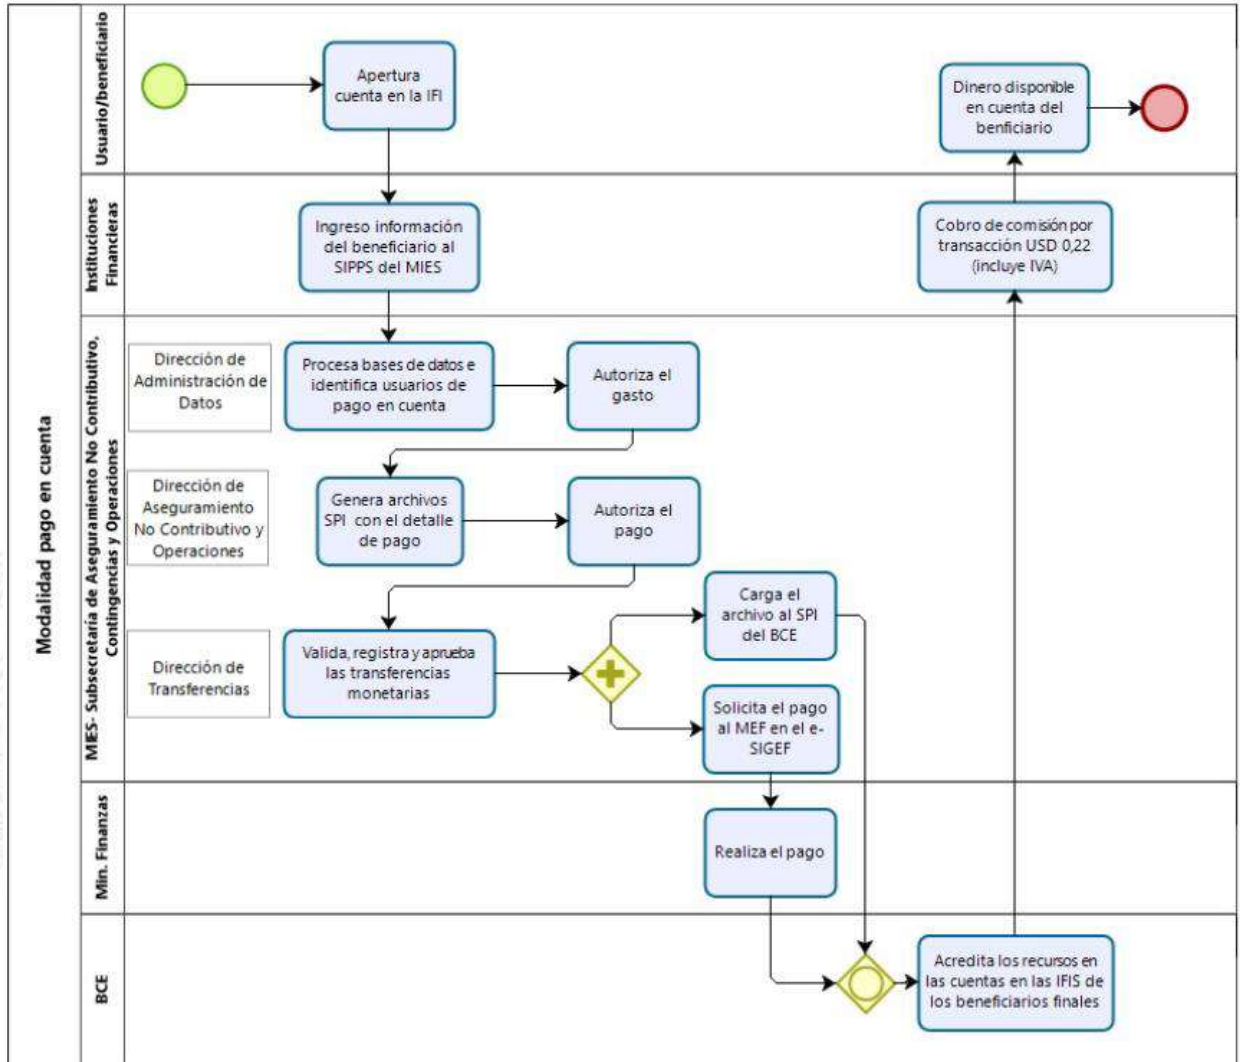 Modalidad pago en cuenta
Usuario/beneficiario
Apertura
cuenta en la IFI
Dinero disponible
en cuenta del
benficiario
Instituciones
Financieras
Ingreso información
del beneficiario al
SIPPS del MIES
Cobro de comisión por
transacción USD 0,22
(incluye IVA)
MIES- Subsecretaría de Aseguramiento No Contributivo,
Contingencias y Operaciones
Dirección de
Administración de
Datos
Procesa bases de datos e
identifica usuarios de
pago en cuenta
Autoriza el
gasto
Dirección de
Aseguramiento
No Contributivo y
Operaciones
Genera archivos
SPI con el detalle
de pago
Autoriza el
pago
Dirección de
Transferencias
Valida, registra y aprueba
las transferencias
monetarias
Carga el
archivo al SPI
del BCE
Solicita el pago
al MEF en el e-
SIGEF
Min. Finanzas
Realiza el pago
BCE
Acredita los recursos en
las cuentas en las IFIS de
los beneficiarios finales